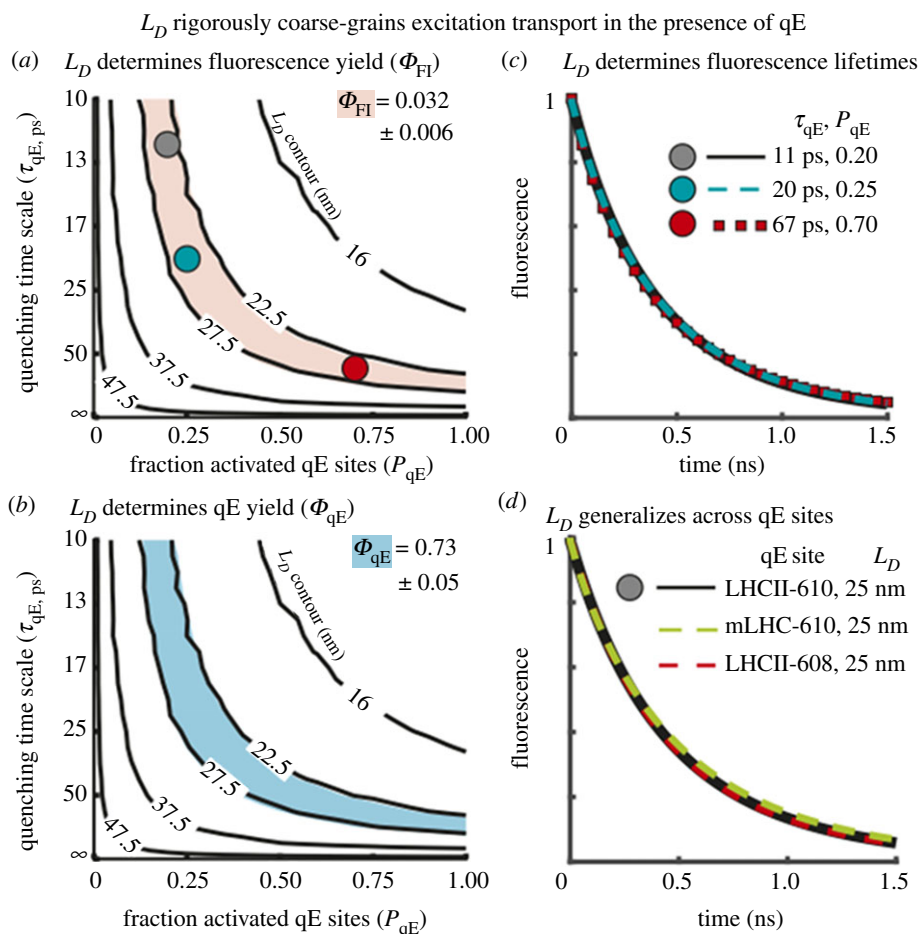 L_D rigorously coarse-grains excitation transport in the presence of qE
(a) L_D determines fluorescence yield (Φ_FI)
quenching time scale (τ_qE, ps)
10
13
17
25
50
∞
Φ_FI = 0.032
± 0.006
L_D contour (nm)
16
22.5
27.5
37.5
47.5
0 0.25 0.50 0.75 1.00
fraction activated qE sites (P_qE)
(b) L_D determines qE yield (Φ_qE)
quenching time scale (τ_qE, ps)
10
13
17
25
50
∞
Φ_qE = 0.73
± 0.05
L_D contour (nm)
16
22.5
27.5
37.5
47.5
0 0.25 0.50 0.75 1.00
fraction activated qE sites (P_qE)
(c) L_D determines fluorescence lifetimes
1
fluorescence
τ_qE, P_qE
11 ps, 0.20
20 ps, 0.25
67 ps, 0.70
0 0.5 1.0 1.5
time (ns)
(d) L_D generalizes across qE sites
1
fluorescence
qE site L_D
LHCII-610, 25 nm
mLHC-610, 25 nm
LHCII-608, 25 nm
0 0.5 1.0 1.5
time (ns)